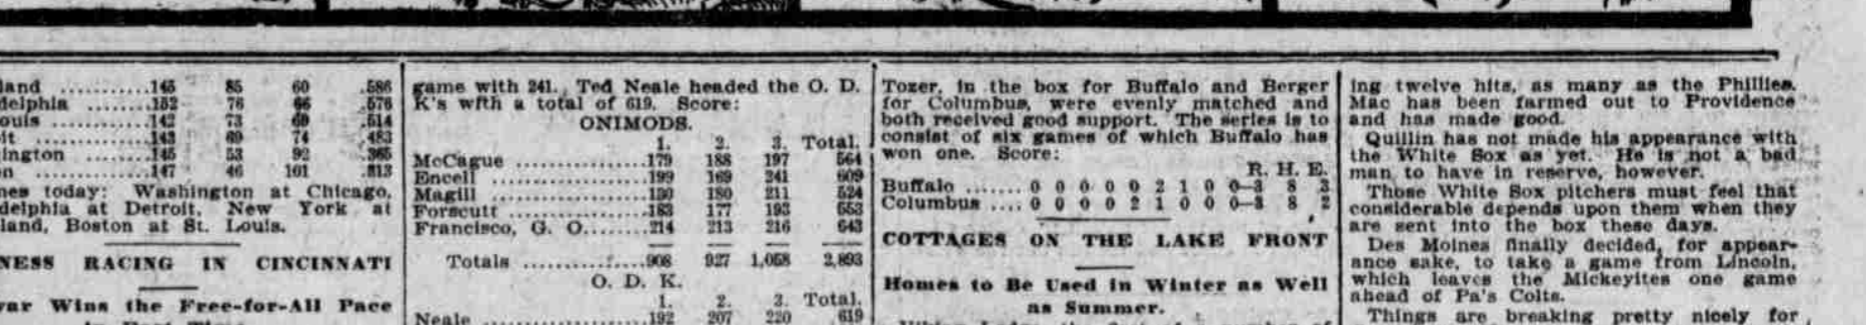 land ..........145 85 60 .586
delphia ........152 76 66 .576
ouis ..........142 73 69 .514
it ..........143 69 74 .483
ington ..........145 53 92 .365
n ..........147 46 101 .313
mes today: Washington at Chicago,
delphia at Detroit, New York at
land, Boston at St. Louis.
NESS RACING IN CINCINNATI
var Wins the Free-for-All Pace
game with 241. Ted Neale headed the O. D.
K's with a total of 619. Score:
ONIMODS.
1. 2. 3. Total.
McCague ..........179 188 197 564
Encell ..........199 169 241 609
Magill ..........130 180 211 524
Forscutt ..........183 177 193 553
Francisco, G. O.......214 213 216 643
Totals ..........908 927 1,058 2,893
O. D. K.
1. 2. 3. Total.
Neale ..........192 207 220 619
Tozer, in the box for Buffalo and Berger
for Columbus, were evenly matched and
both received good support. The series is to
consist of six games of which Buffalo has
won one. Score:
R. H. E.
Buffalo ....... 0 0 0 0 0 2 1 0 0—3 8 3
Columbus .... 0 0 0 0 2 1 0 0 0—3 8 2
COTTAGES ON THE LAKE FRONT
Homes to Be Used in Winter as Well
as Summer.
ing twelve hits, as many as the Phillies.
Mac has been farmed out to Providence
and has made good.
Quillin has not made his appearance with
the White Sox as yet. He is not a bad
man to have in reserve, however.
Those White Sox pitchers must feel that
considerable depends upon them when they
are sent into the box these days.
Des Moines finally decided, for appear-
ance sake, to take a game from Lincoln,
which leaves the Mickeyites one game
ahead of Pa's Colts.
Things are breaking pretty nicely for